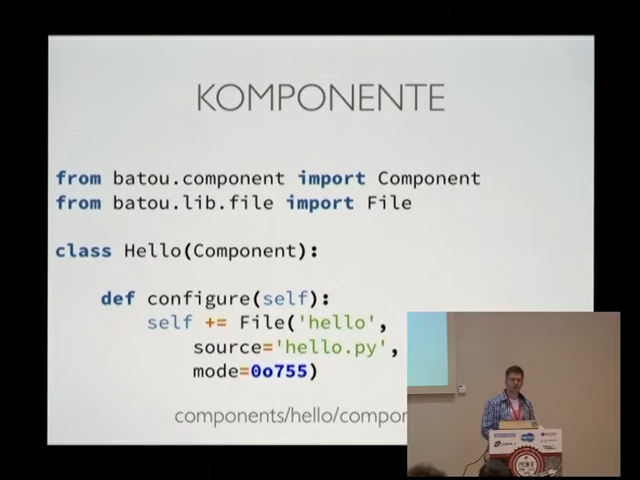 KOMPONENTE
from batou.component import Component
from batou.lib.file import File
class Hello(Component):
def configure(self):
self += File('hello',
source='hello.py',
mode=0o755)
components/hello/compon